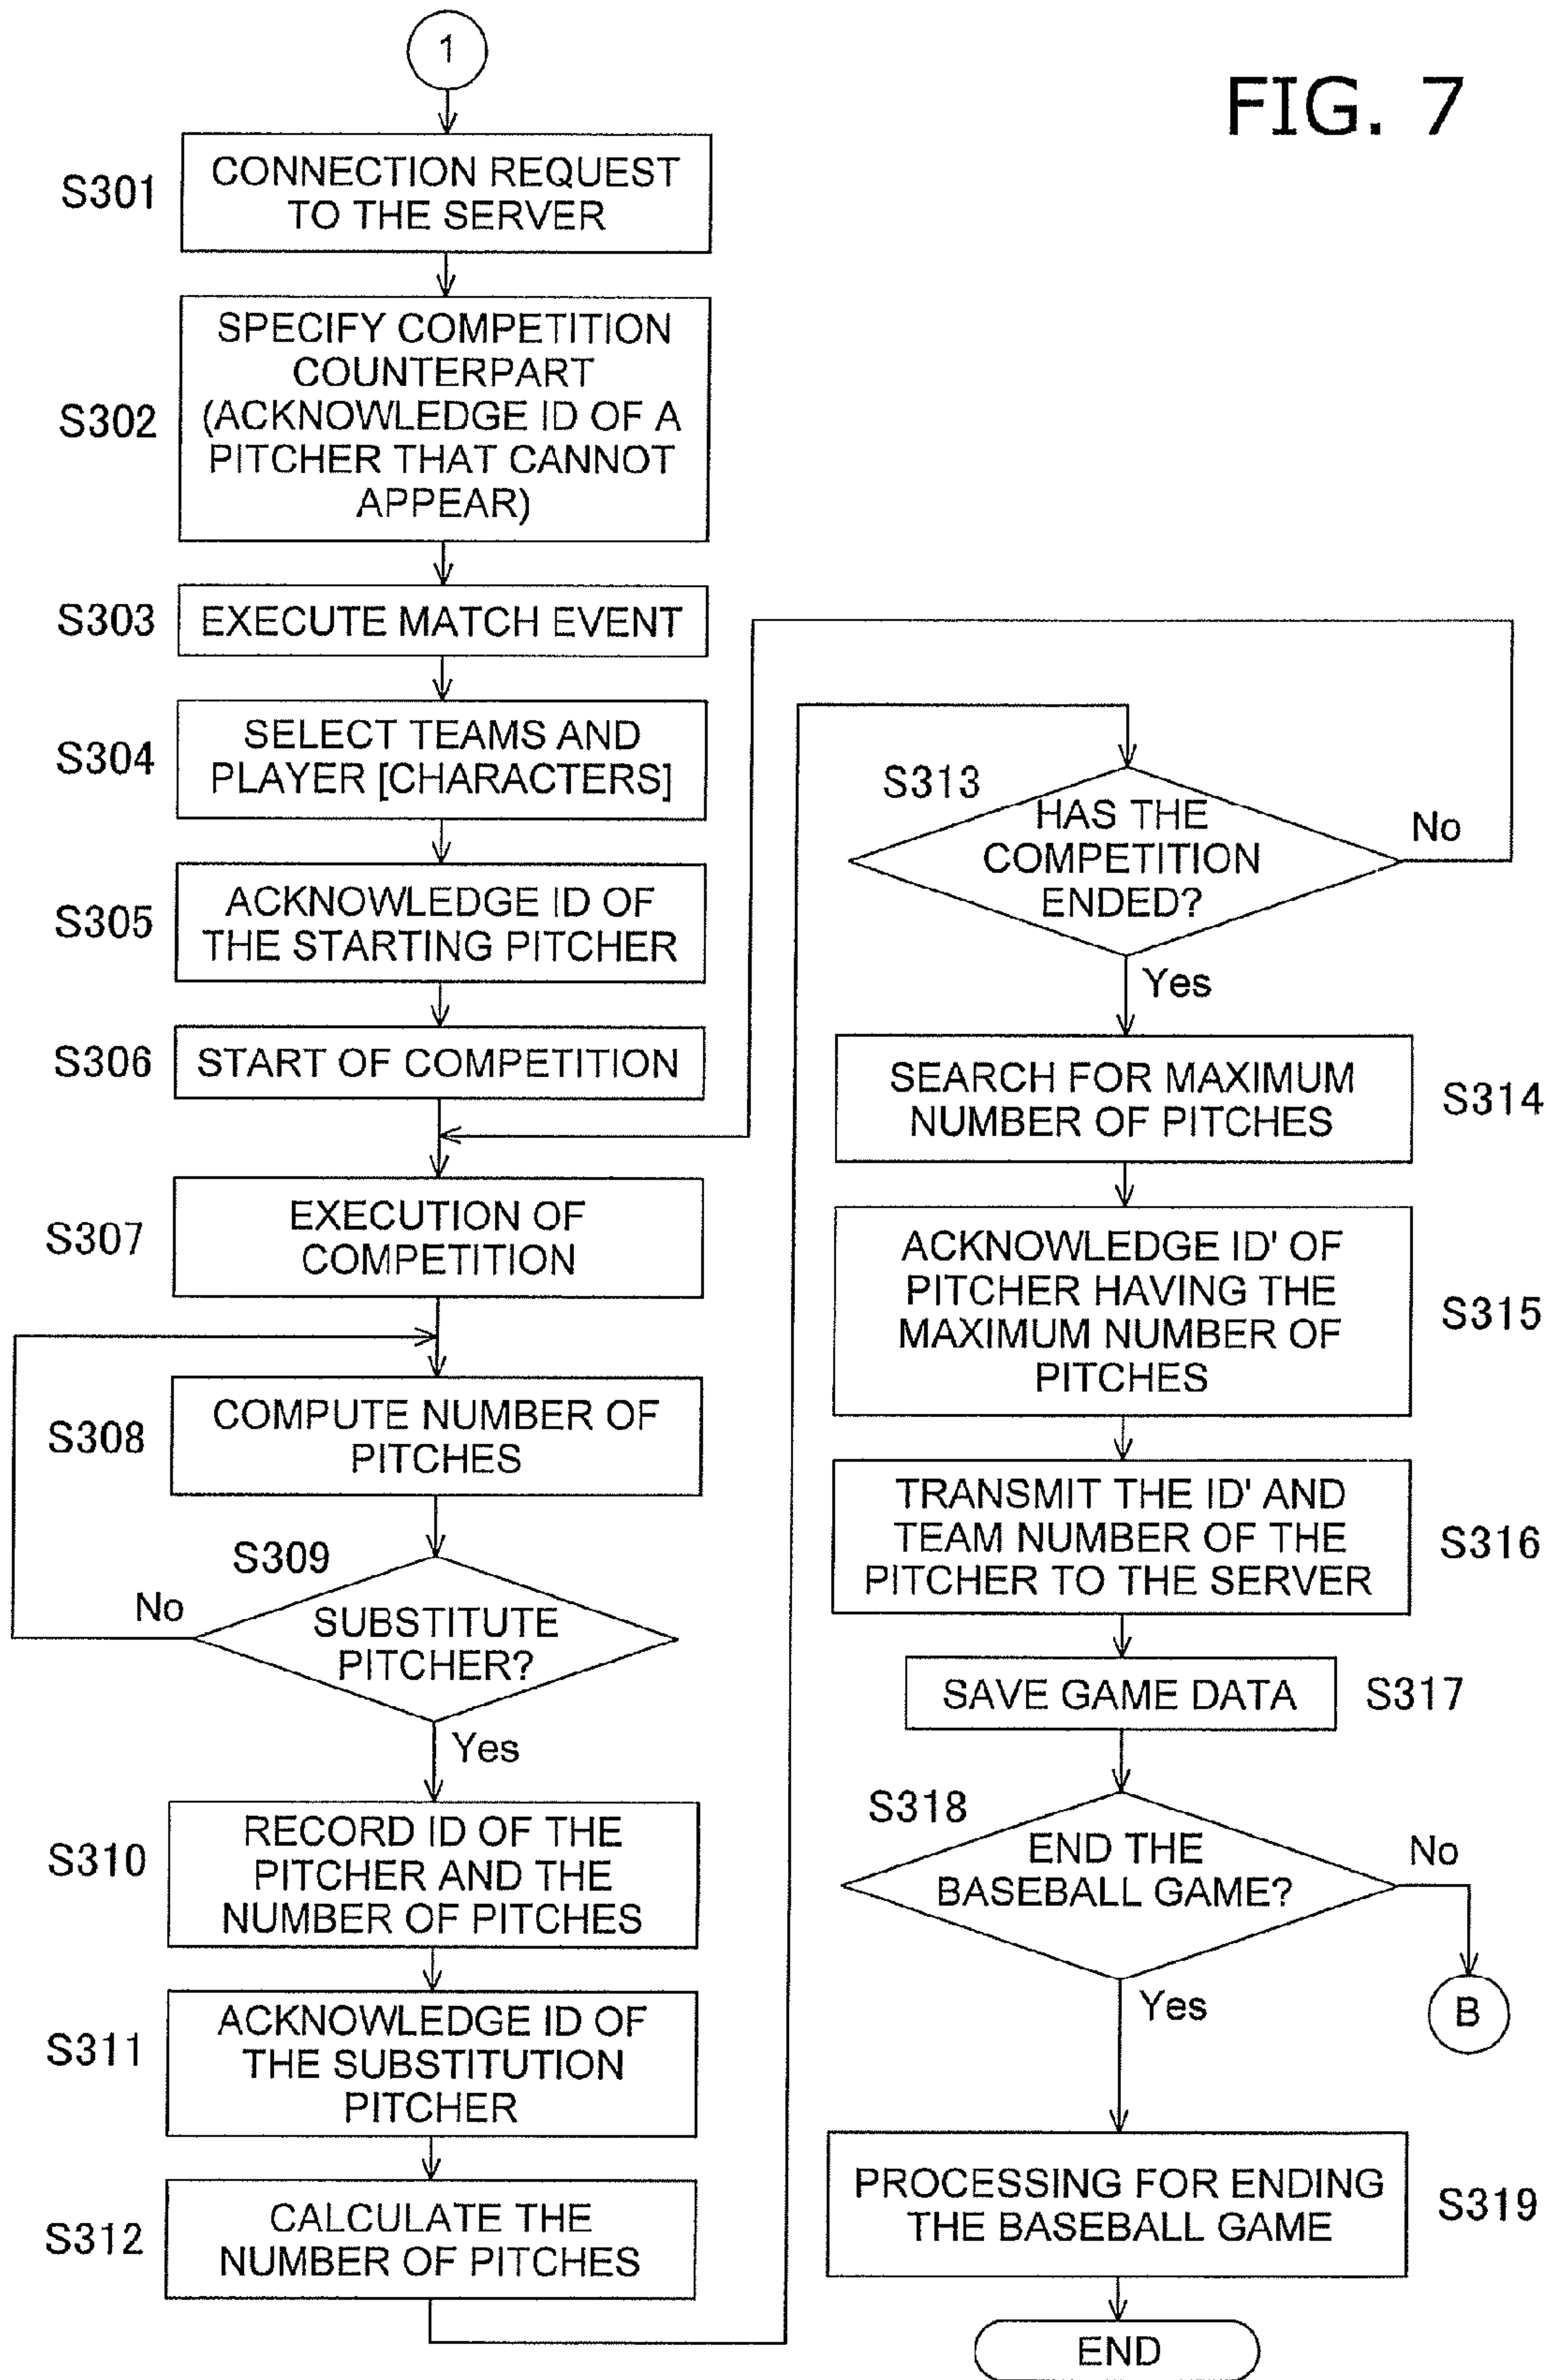 FIG. 7
1
S301
CONNECTION REQUEST
TO THE SERVER
S302
SPECIFY COMPETITION
COUNTERPART
(ACKNOWLEDGE ID OF A
PITCHER THAT CANNOT
APPEAR)
S303
EXECUTE MATCH EVENT
S304
SELECT TEAMS AND
PLAYER [CHARACTERS]
S305
ACKNOWLEDGE ID OF
THE STARTING PITCHER
S306
START OF COMPETITION
S307
EXECUTION OF
COMPETITION
S308
COMPUTE NUMBER OF
PITCHES
S309
No
SUBSTITUTE
PITCHER?
Yes
S310
RECORD ID OF THE
PITCHER AND THE
NUMBER OF PITCHES
S311
ACKNOWLEDGE ID OF
THE SUBSTITUTION
PITCHER
S312
CALCULATE THE
NUMBER OF PITCHES
S313
HAS THE
COMPETITION
ENDED?
No
Yes
SEARCH FOR MAXIMUM
NUMBER OF PITCHES
S314
ACKNOWLEDGE ID' OF
PITCHER HAVING THE
MAXIMUM NUMBER OF
PITCHES
S315
TRANSMIT THE ID' AND
TEAM NUMBER OF THE
PITCHER TO THE SERVER
S316
SAVE GAME DATA
S317
S318
END THE
BASEBALL GAME?
No
B
Yes
PROCESSING FOR ENDING
THE BASEBALL GAME
S319
END